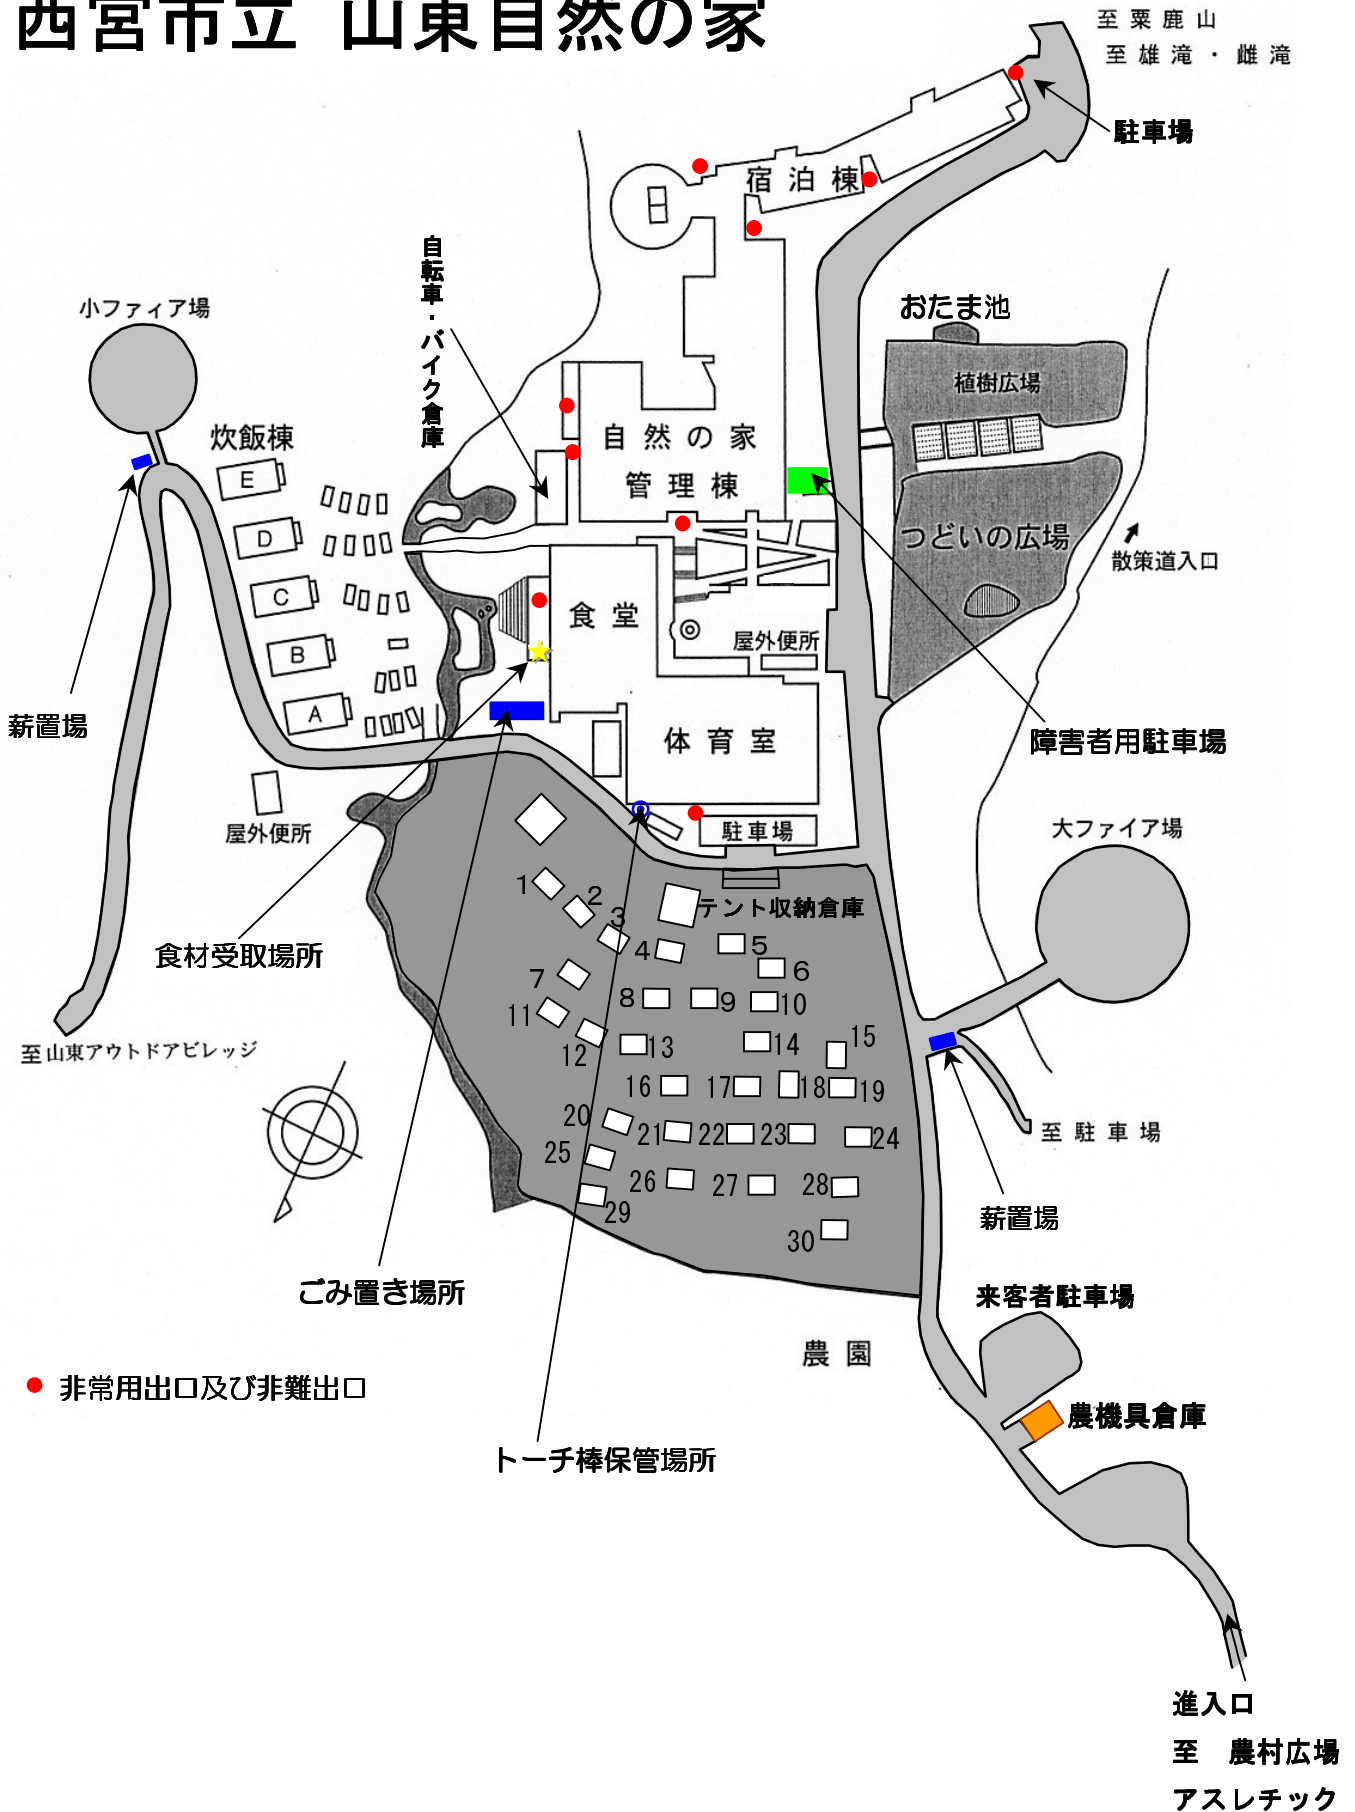 西宮市立 山東自然の家
至粟鹿山
至雄滝・雌滝
駐車場
宿泊棟
自転車・バイク倉庫
小ファィア場
おたま池
植樹広場
炊飯棟
E
D
C
B
A
自然の家
管理棟
つどいの広場
散策道入口
食堂
屋外便所
薪置場
体育室
障害者用駐車場
屋外便所
駐車場
大ファイア場
テント収納倉庫
食材受取場所
1
2
3
4
5
6
7
8
9
10
11
12
13
14
15
16
17
18
19
20
21
22
23
24
25
26
27
28
29
30
至山東アウトドアビレッジ
至駐車場
薪置場
ごみ置き場所
来客者駐車場
農園
非常用出口及び非難出口
農機具倉庫
トーチ棒保管場所
進入口
至 農村広場
アスレチック